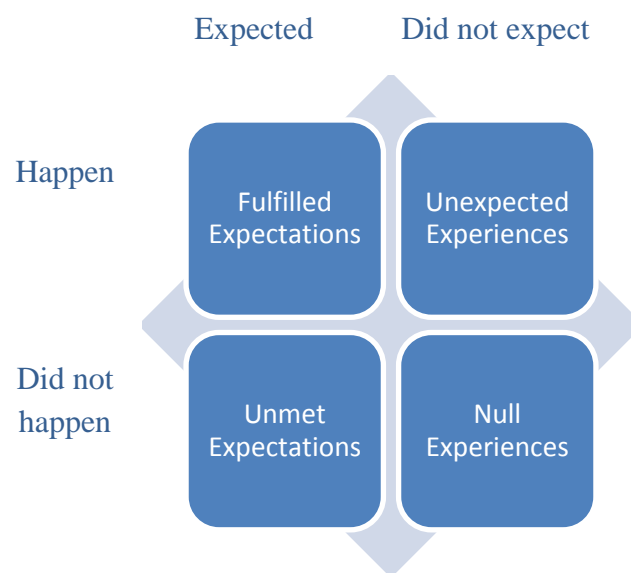 Expected Did not expect
Happen
Fulfilled Unexpected
Expectations Experiences
Did not
happen
Unmet Null
Expectations Experiences